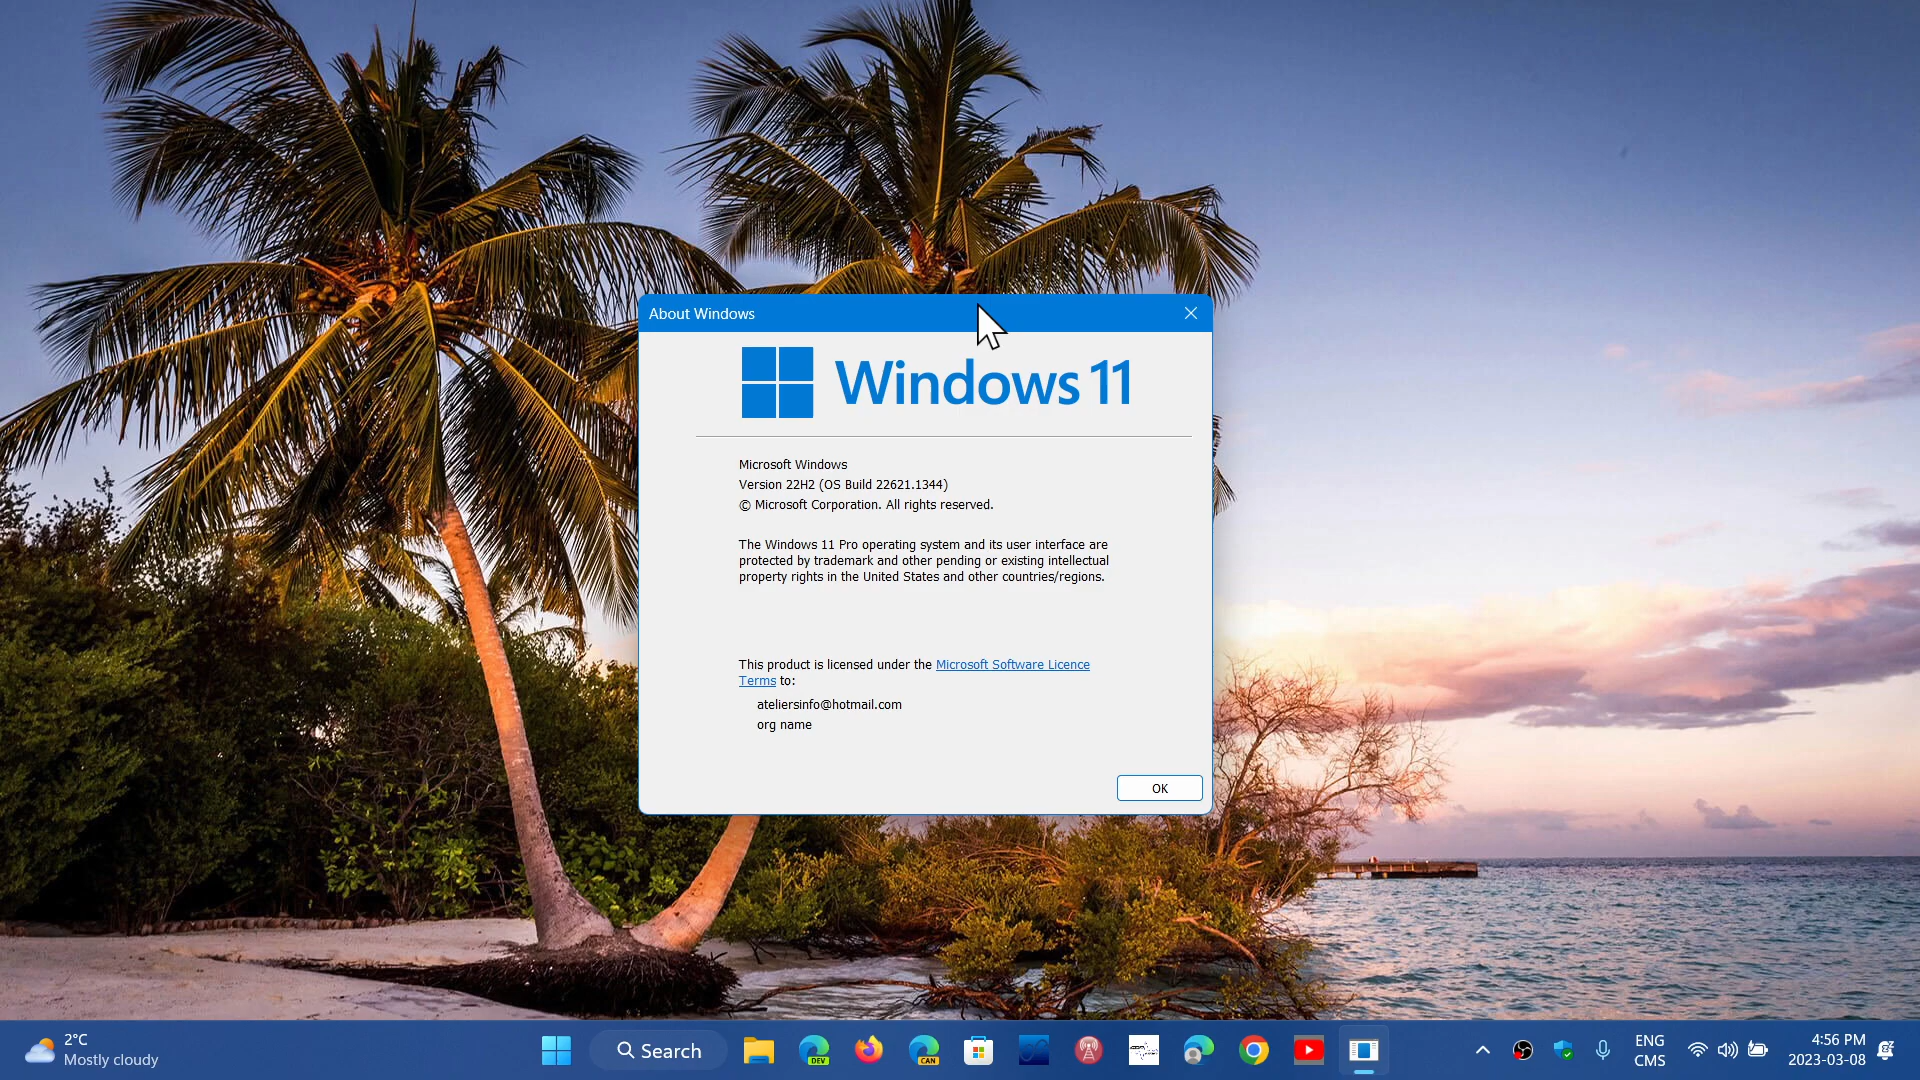 About Windows
Windows 11
Microsoft Windows
Version 22H2 (OS Build 22621.1344)
© Microsoft Corporation. All rights reserved.
The Windows 11 Pro operating system and its user interface are
protected by trademark and other pending or existing intellectual
property rights in the United States and other countries/regions.
This product is licensed under the Microsoft Software Licence
Terms to:
ateliersinfo@hotmail.com
org name
OK
2°C
Mostly cloudy
Search
DEV
CAN
ENG
CMS
4:56 PM
2023-03-08